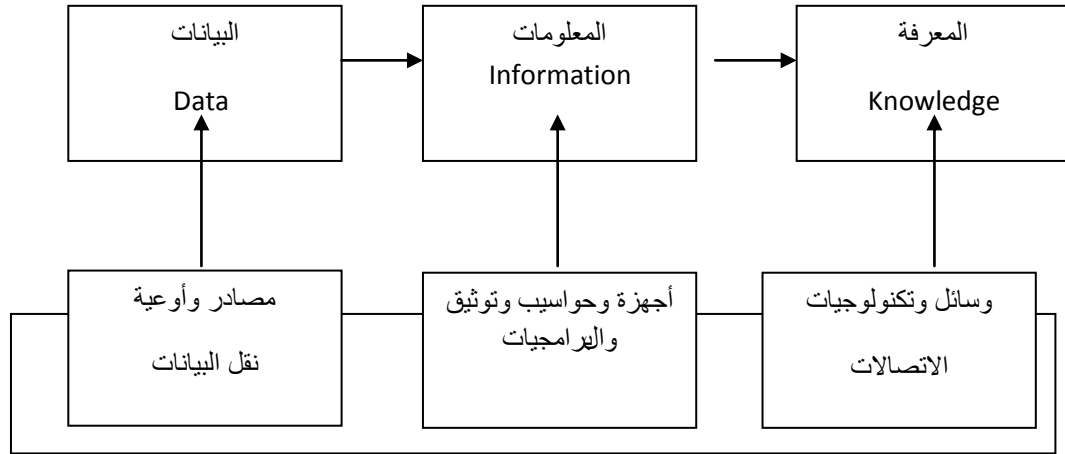 البيانات
Data
المعلومات
Information
المعرفة
Knowledge
مصادر وأوعية
نقل البيانات
أجهزة وحواسيب وتوثيق
والبرامجيات
وسائل وتكنولوجيات
الاتصالات